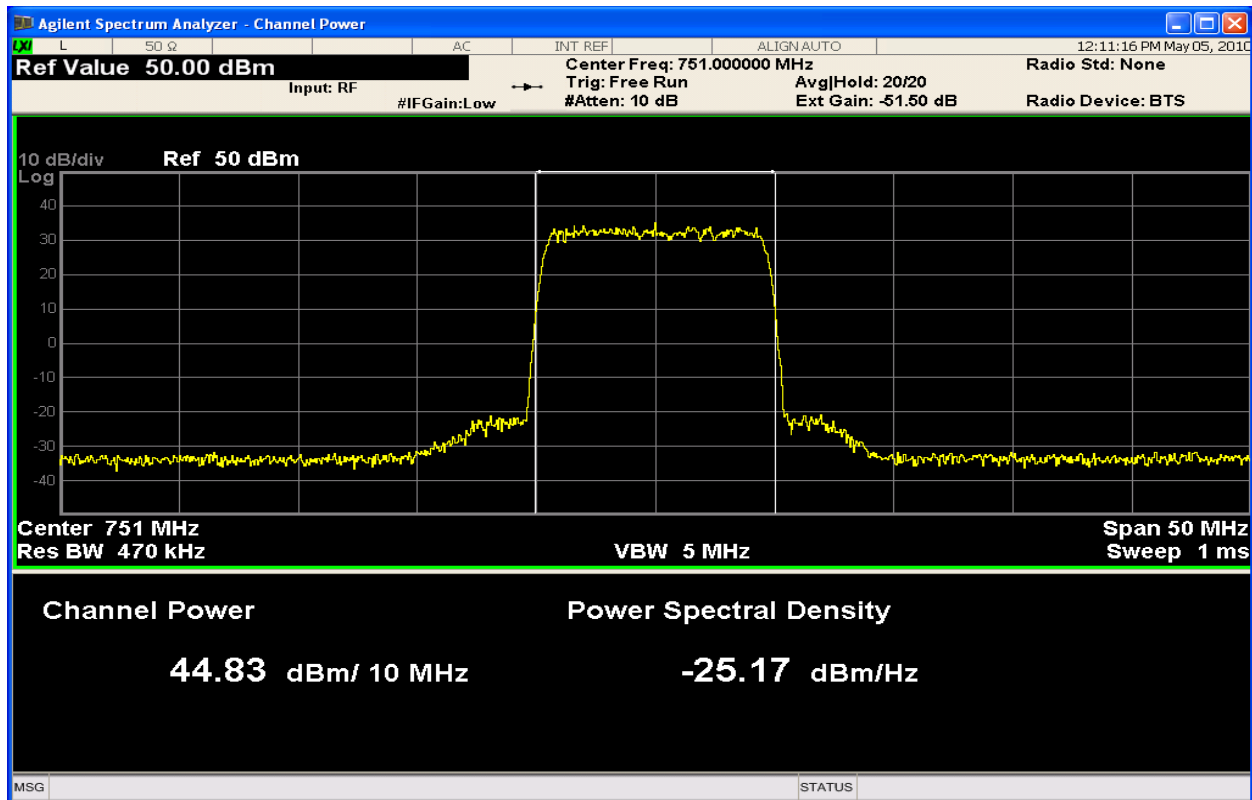 Agilent Spectrum Analyzer - Channel Power
LXI L 50 Ω AC INT REF ALIGN AUTO 12:11:16 PM May 05, 2010
Ref Value 50.00 dBm Center Freq: 751.000000 MHz Radio Std: None
Input: RF Trig: Free Run Avg|Hold: 20/20
#IFGain:Low #Atten: 10 dB Ext Gain: -51.50 dB Radio Device: BTS
10 dB/div Ref 50 dBm
Log
40
30
20
10
0
-10
-20
-30
-40
Center 751 MHz Span 50 MHz
Res BW 470 kHz VBW 5 MHz Sweep 1 ms
Channel Power Power Spectral Density
44.83 dBm/ 10 MHz -25.17 dBm/Hz
MSG STATUS